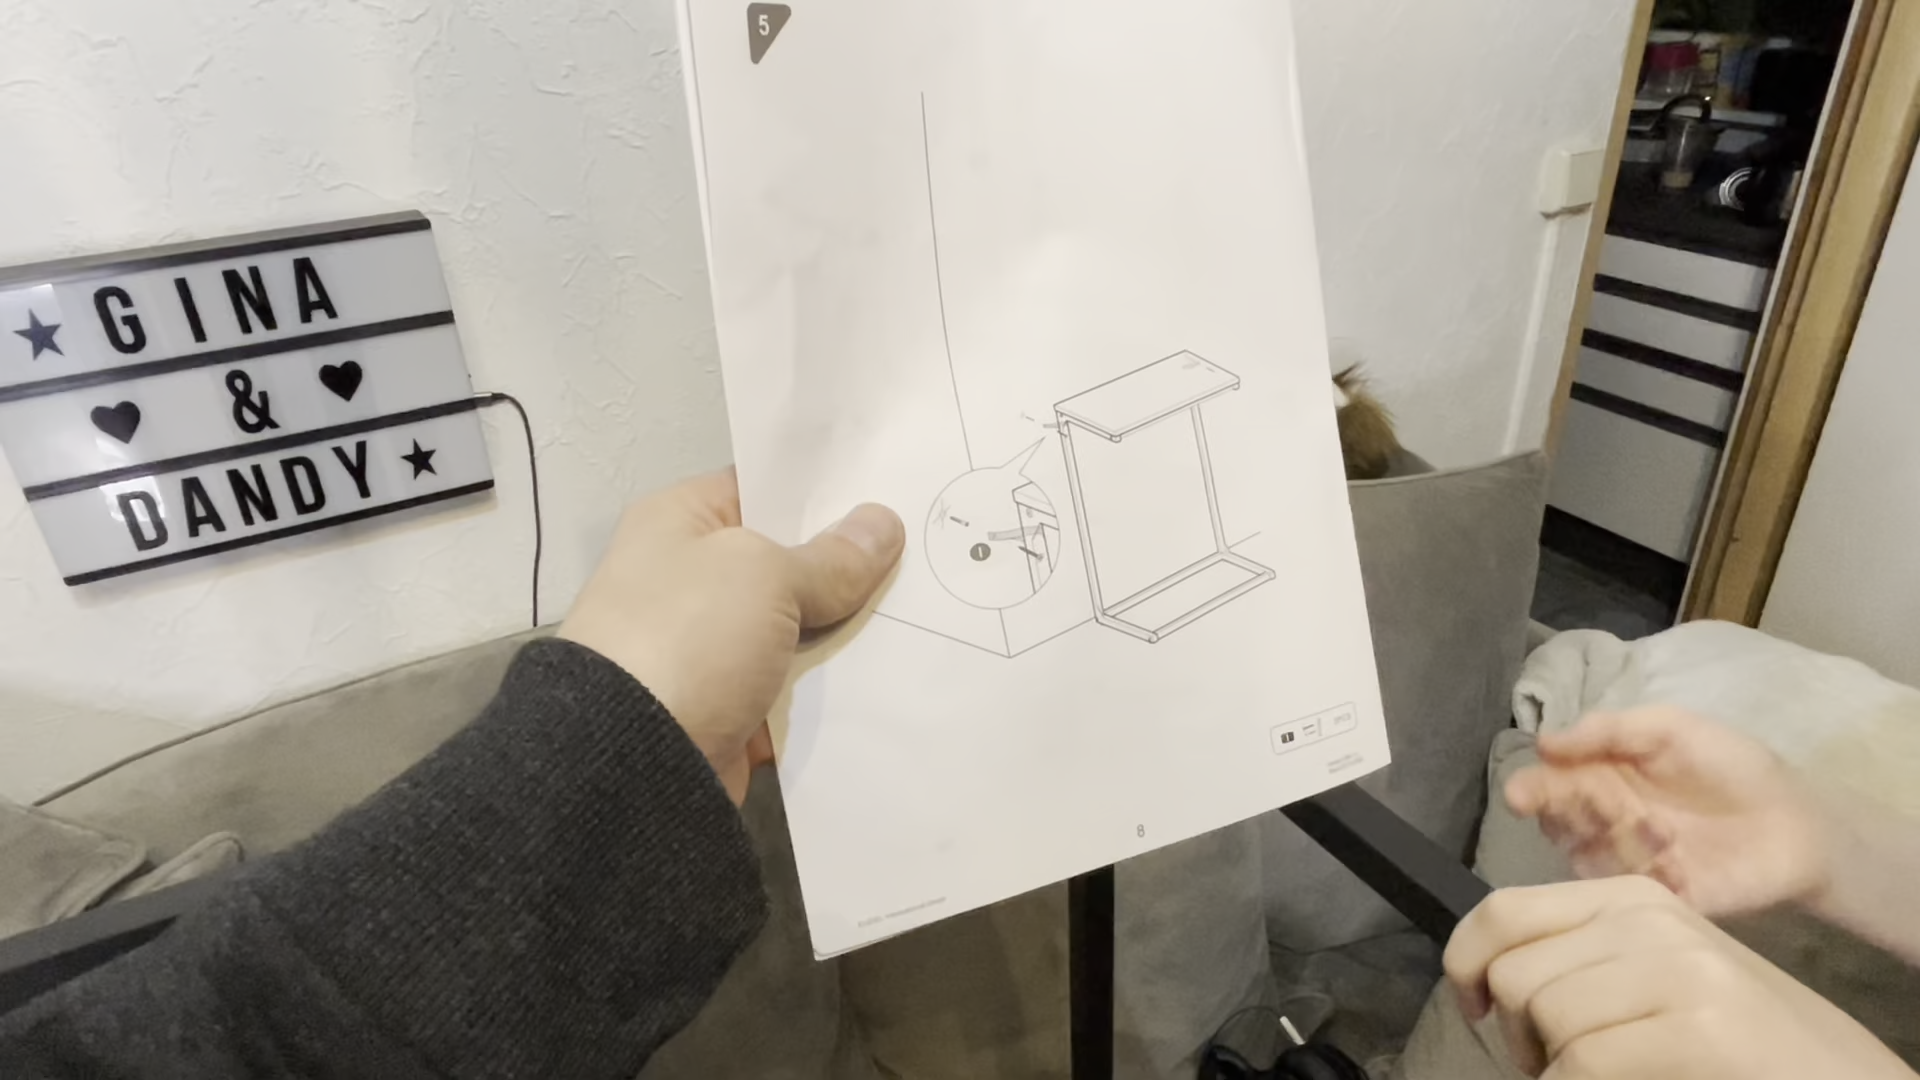 ★ GINA
♥ & ♥
DANDY ★
5
8